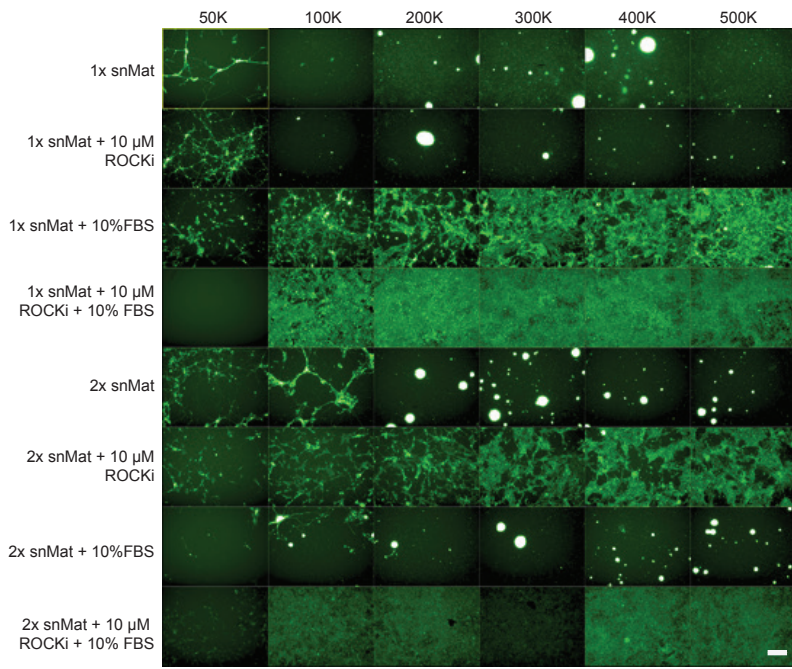 50K 100K 200K 300K 400K 500K
1x snMat
1x snMat + 10 µM
ROCKi
1x snMat + 10%FBS
1x snMat + 10 µM
ROCKi + 10% FBS
2x snMat
2x snMat + 10 µM
ROCKi
2x snMat + 10%FBS
2x snMat + 10 µM
ROCKi + 10% FBS